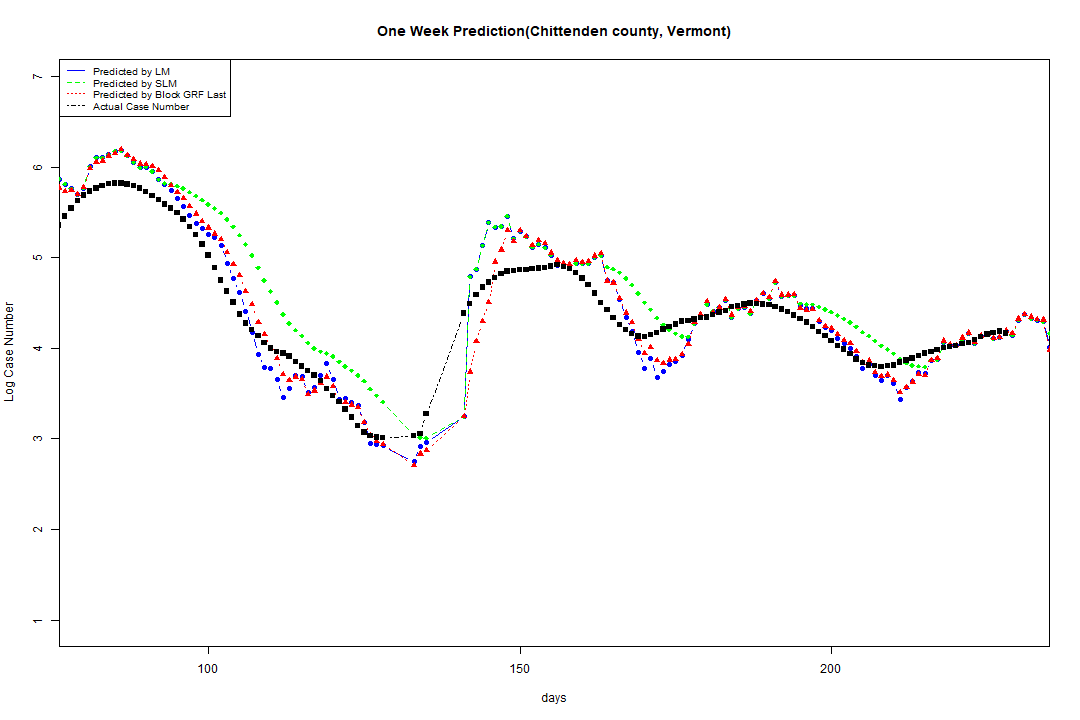 One Week Prediction(Chittenden county, Vermont)
Predicted by LM
Predicted by SLM
Predicted by Block GRF Last
Actual Case Number
7
6
5
4
3
2
1
Log Case Number
100 150 200
days